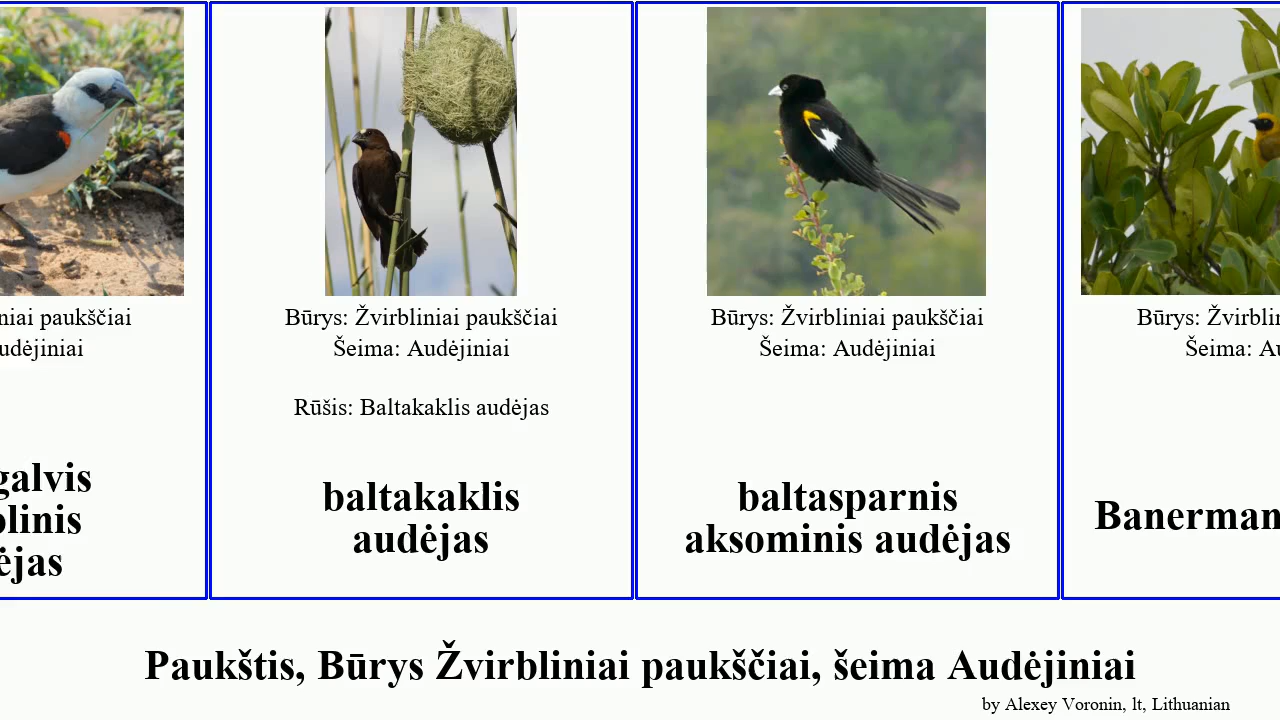 niai paukščiai
udėjiniai
galvis
linis
ėjas
Būrys: Žvirbliniai paukščiai
Šeima: Audėjiniai
Rūšis: Baltakaklis audėjas
baltakaklis
audėjas
Būrys: Žvirbliniai paukščiai
Šeima: Audėjiniai
baltasparnis
aksominis audėjas
Būrys: Žvirblin
Šeima: Au
Banerman
Paukštis, Būrys Žvirbliniai paukščiai, šeima Audėjiniai
by Alexey Voronin, lt, Lithuanian